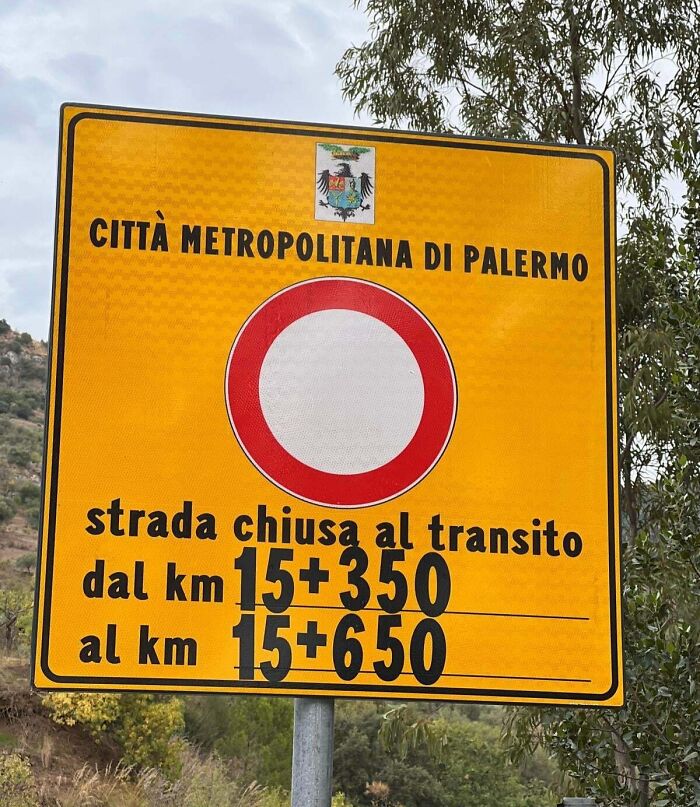 CITTÀ METROPOLITANA DI PALERMO
strada chiusa al transito
dal km 15+350
al km 15+650